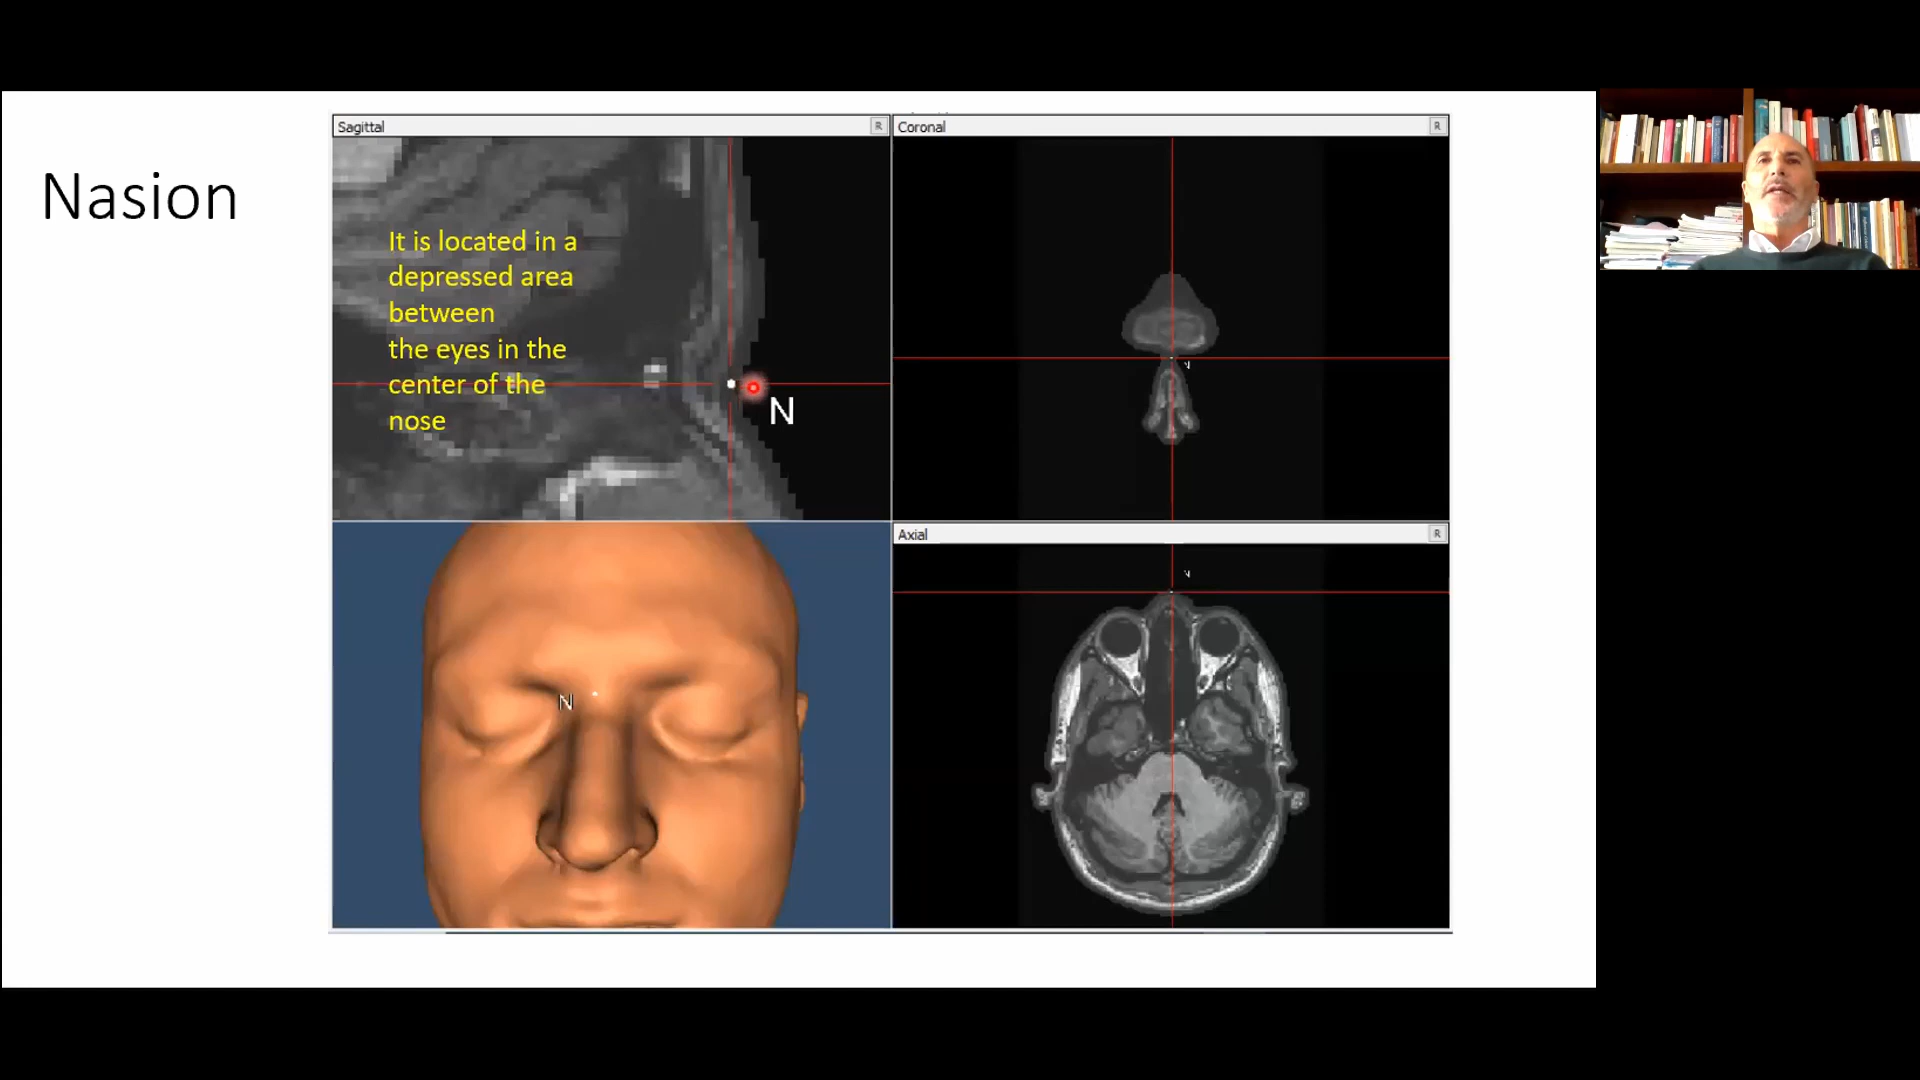 Nasion
Sagittal
R
Coronal
R
It is located in a
depressed area
between
the eyes in the
center of the
nose
N
N
N
Axial
R
N